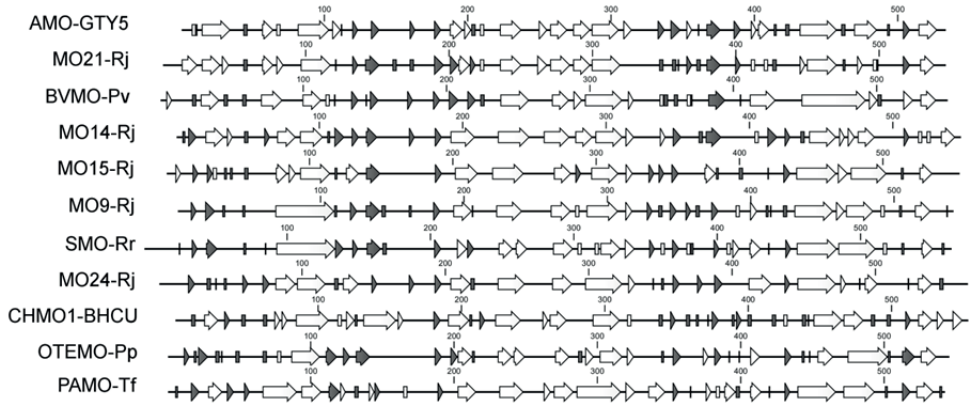 AMO-GTY5 100 200 300 400 500
MO21-Rj 100 200 300 400 500
BVMO-Pv 100 200 300 400 500
MO14-Rj 100 200 300 400 500
MO15-Rj 100 200 300 400 500
MO9-Rj 100 200 300 400 500
SMO-Rr 100 200 300 400 500
MO24-Rj 100 200 300 400 500
CHMO1-BHCU 100 200 300 400 500
OTEMO-Pp 100 200 300 400 500
PAMO-Tf 100 200 300 400 500